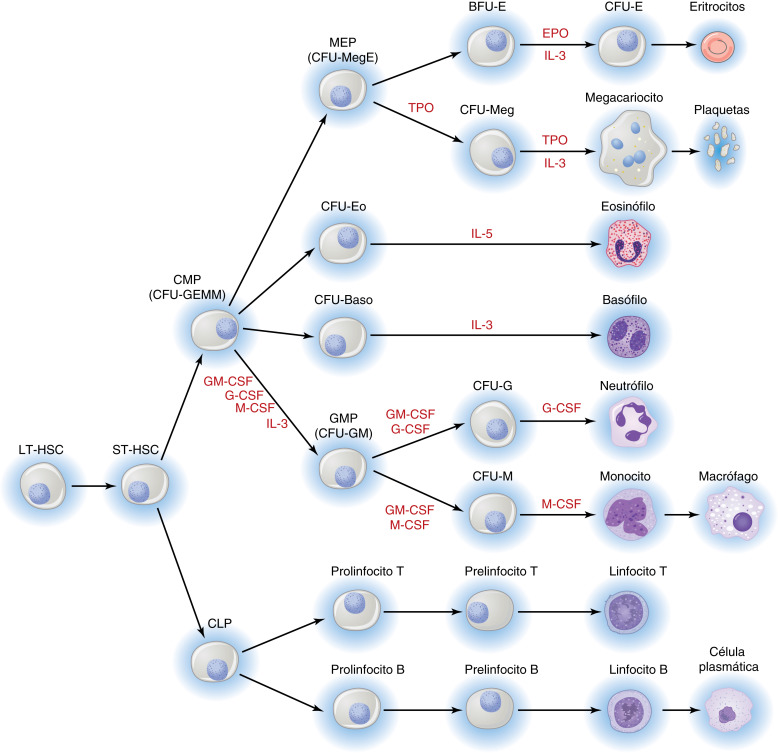 BFU-E
CFU-E
Eritrocitos
MEP
(CFU-MegE)
EPO
IL-3
TPO
CFU-Meg
Megacariocito
Plaquetas
TPO
IL-3
CFU-Eo
Eosinófilo
IL-5
CMP
(CFU-GEMM)
CFU-Baso
Basófilo
IL-3
GM-CSF
G-CSF
M-CSF
IL-3
GMP
(CFU-GM)
GM-CSF
G-CSF
CFU-G
G-CSF
Neutrófilo
LT-HSC
ST-HSC
GM-CSF
M-CSF
CFU-M
M-CSF
Monocito
Macrófago
CLP
Prolinfocito T
Prelinfocito T
Linfocito T
Prolinfocito B
Prelinfocito B
Linfocito B
Célula
plasmática